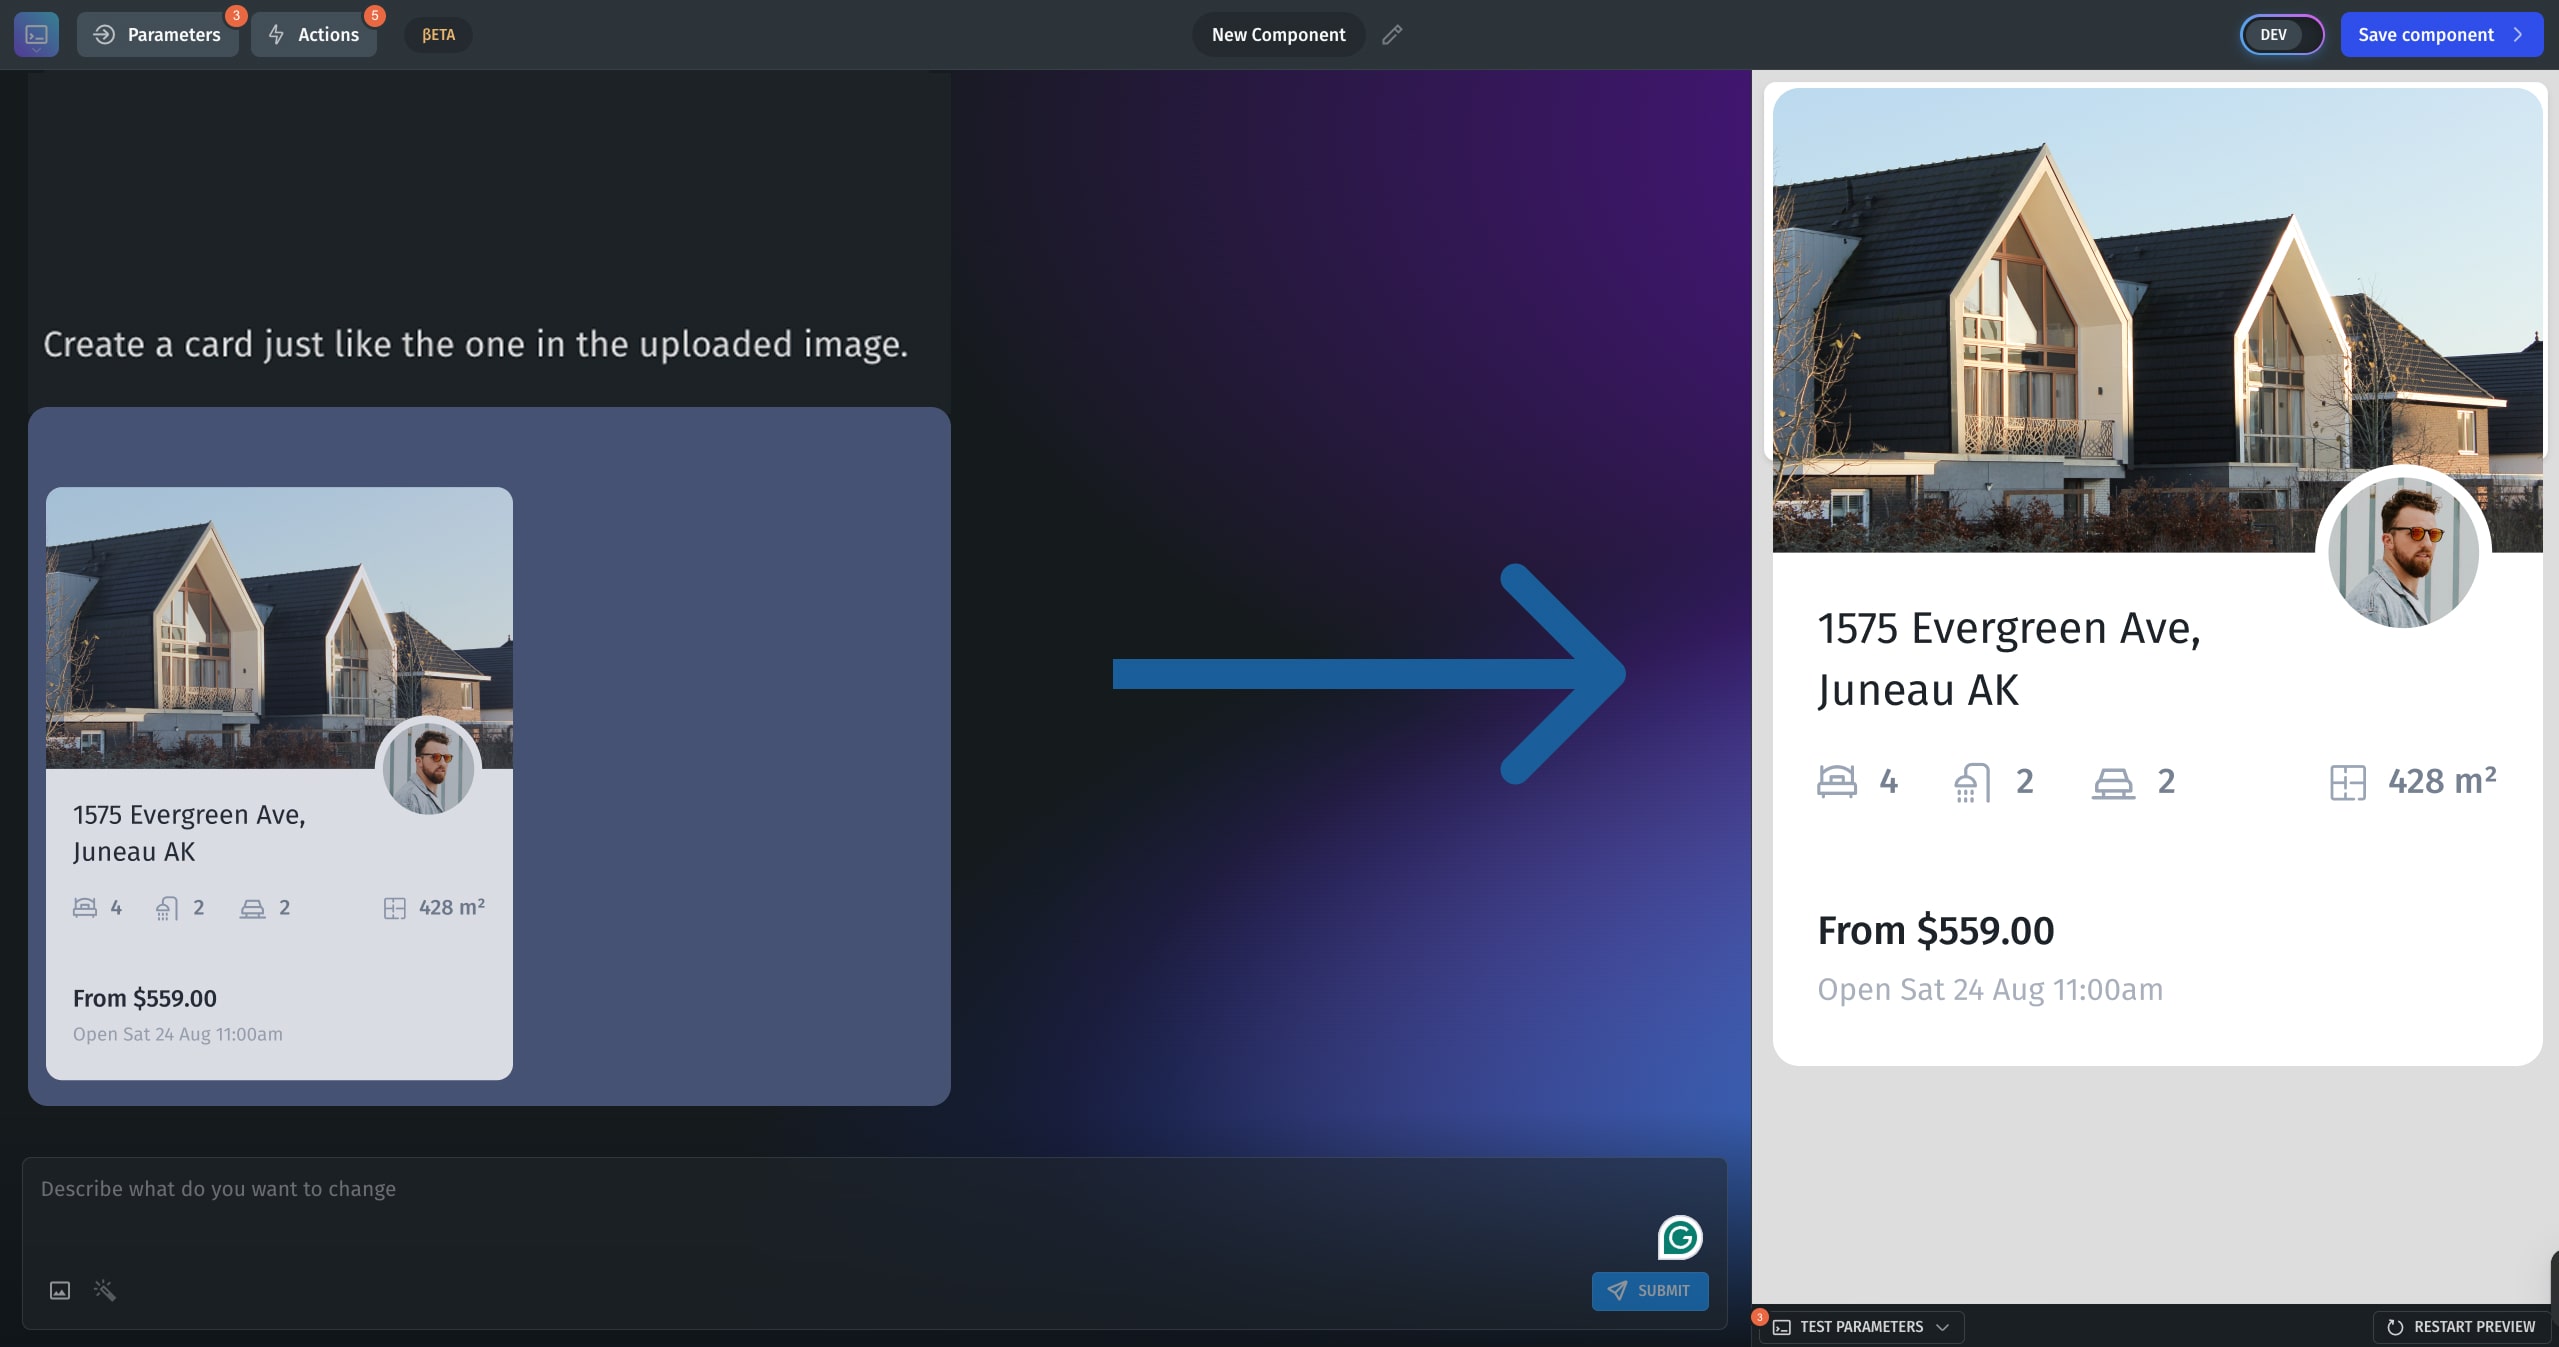 Parameters
3
Actions
5
βETA
New Component
DEV
Save component
Create a card just like the one in the uploaded image.
1575 Evergreen Ave,
Juneau AK
4 2 2 428 m²
From $559.00
Open Sat 24 Aug 11:00am
Describe what do you want to change
SUBMIT
1575 Evergreen Ave,
Juneau AK
4 2 2 428 m²
From $559.00
Open Sat 24 Aug 11:00am
3
TEST PARAMETERS
RESTART PREVIEW